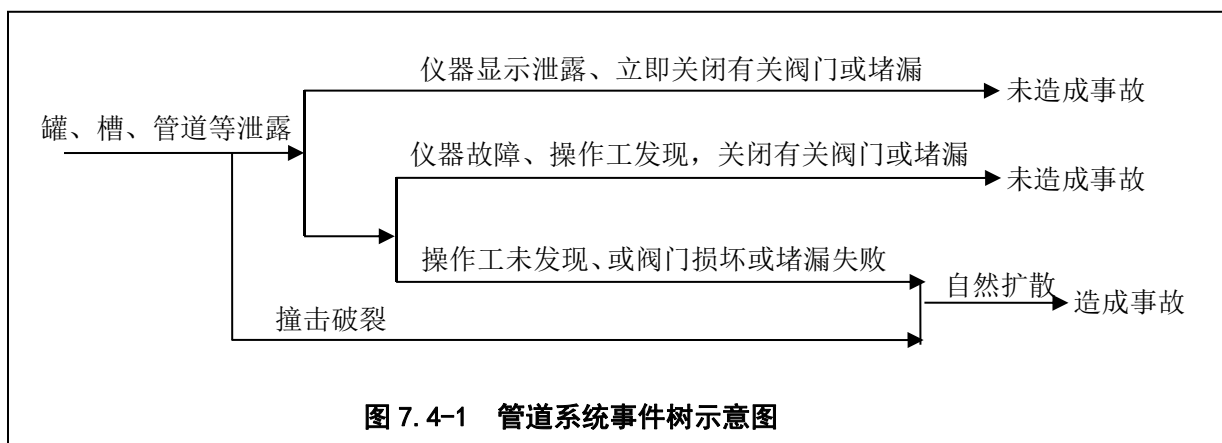 仪器显示泄露、立即关闭有关阀门或堵漏
未造成事故
罐、槽、管道等泄露
仪器故障、操作工发现，关闭有关阀门或堵漏
未造成事故
操作工未发现、或阀门损坏或堵漏失败
自然扩散
造成事故
撞击破裂
图 7.4-1 管道系统事件树示意图